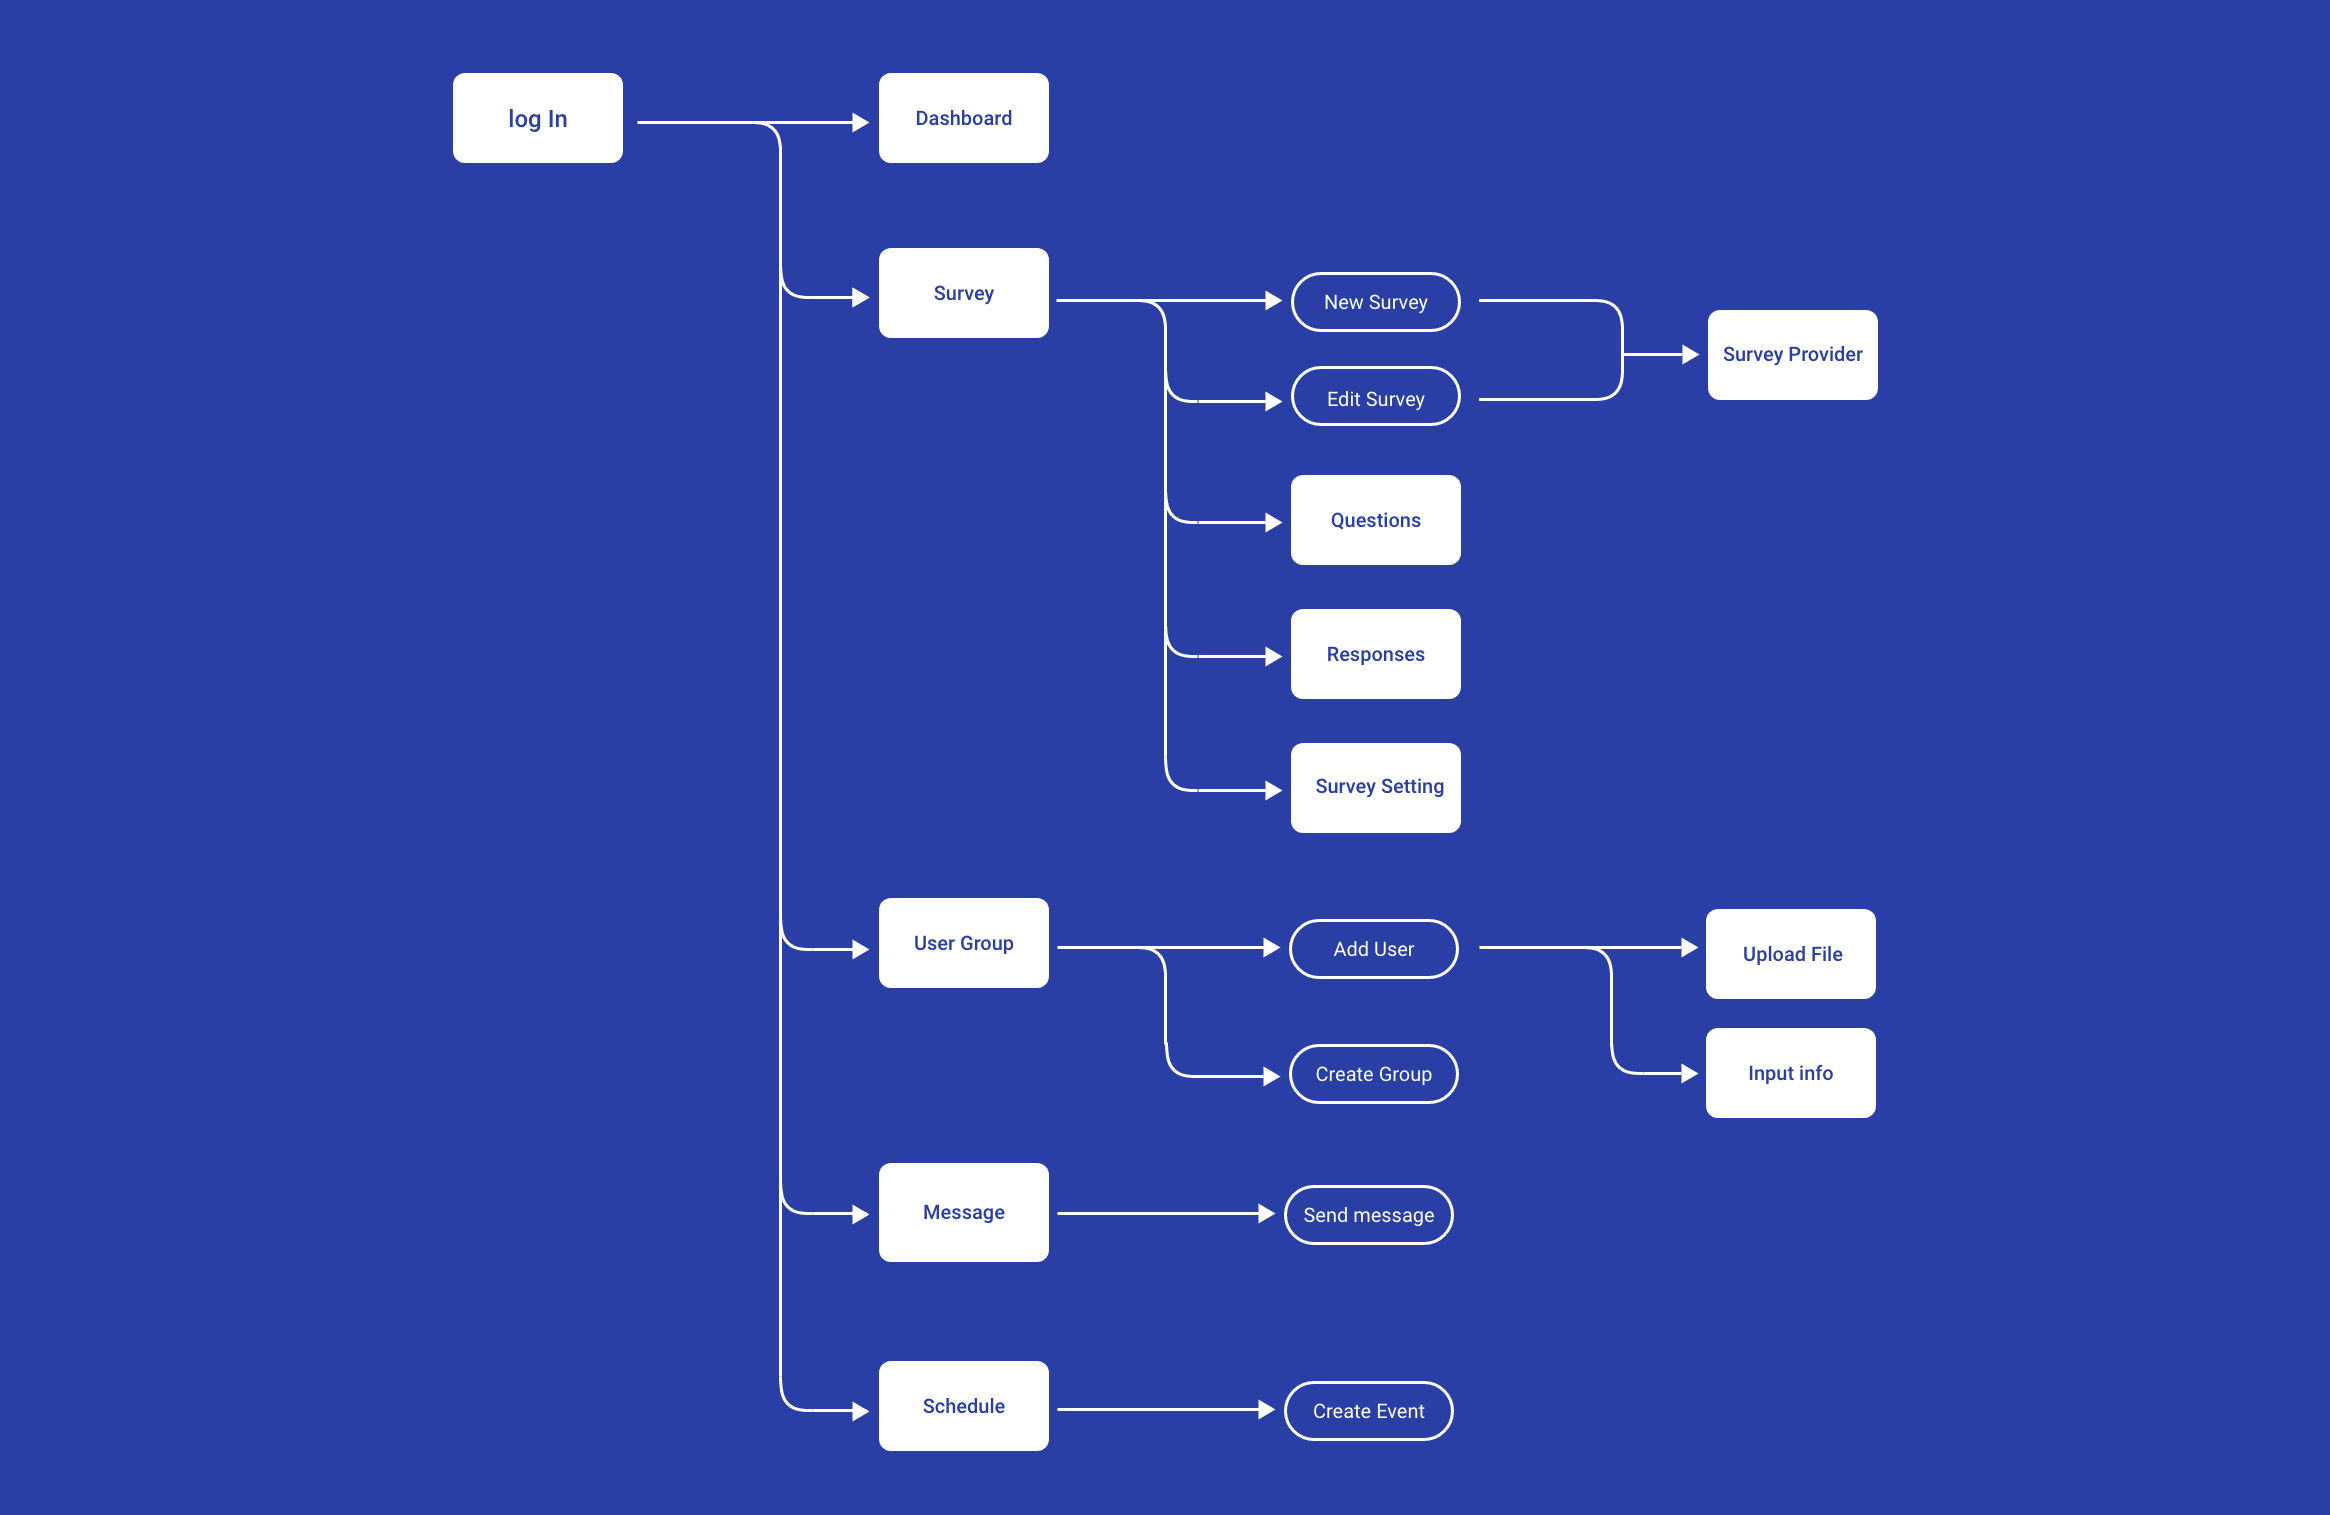 log In
Dashboard
Survey
New Survey
Edit Survey
Survey Provider
Questions
Responses
Survey Setting
User Group
Add User
Upload File
Create Group
Input info
Message
Send message
Schedule
Create Event